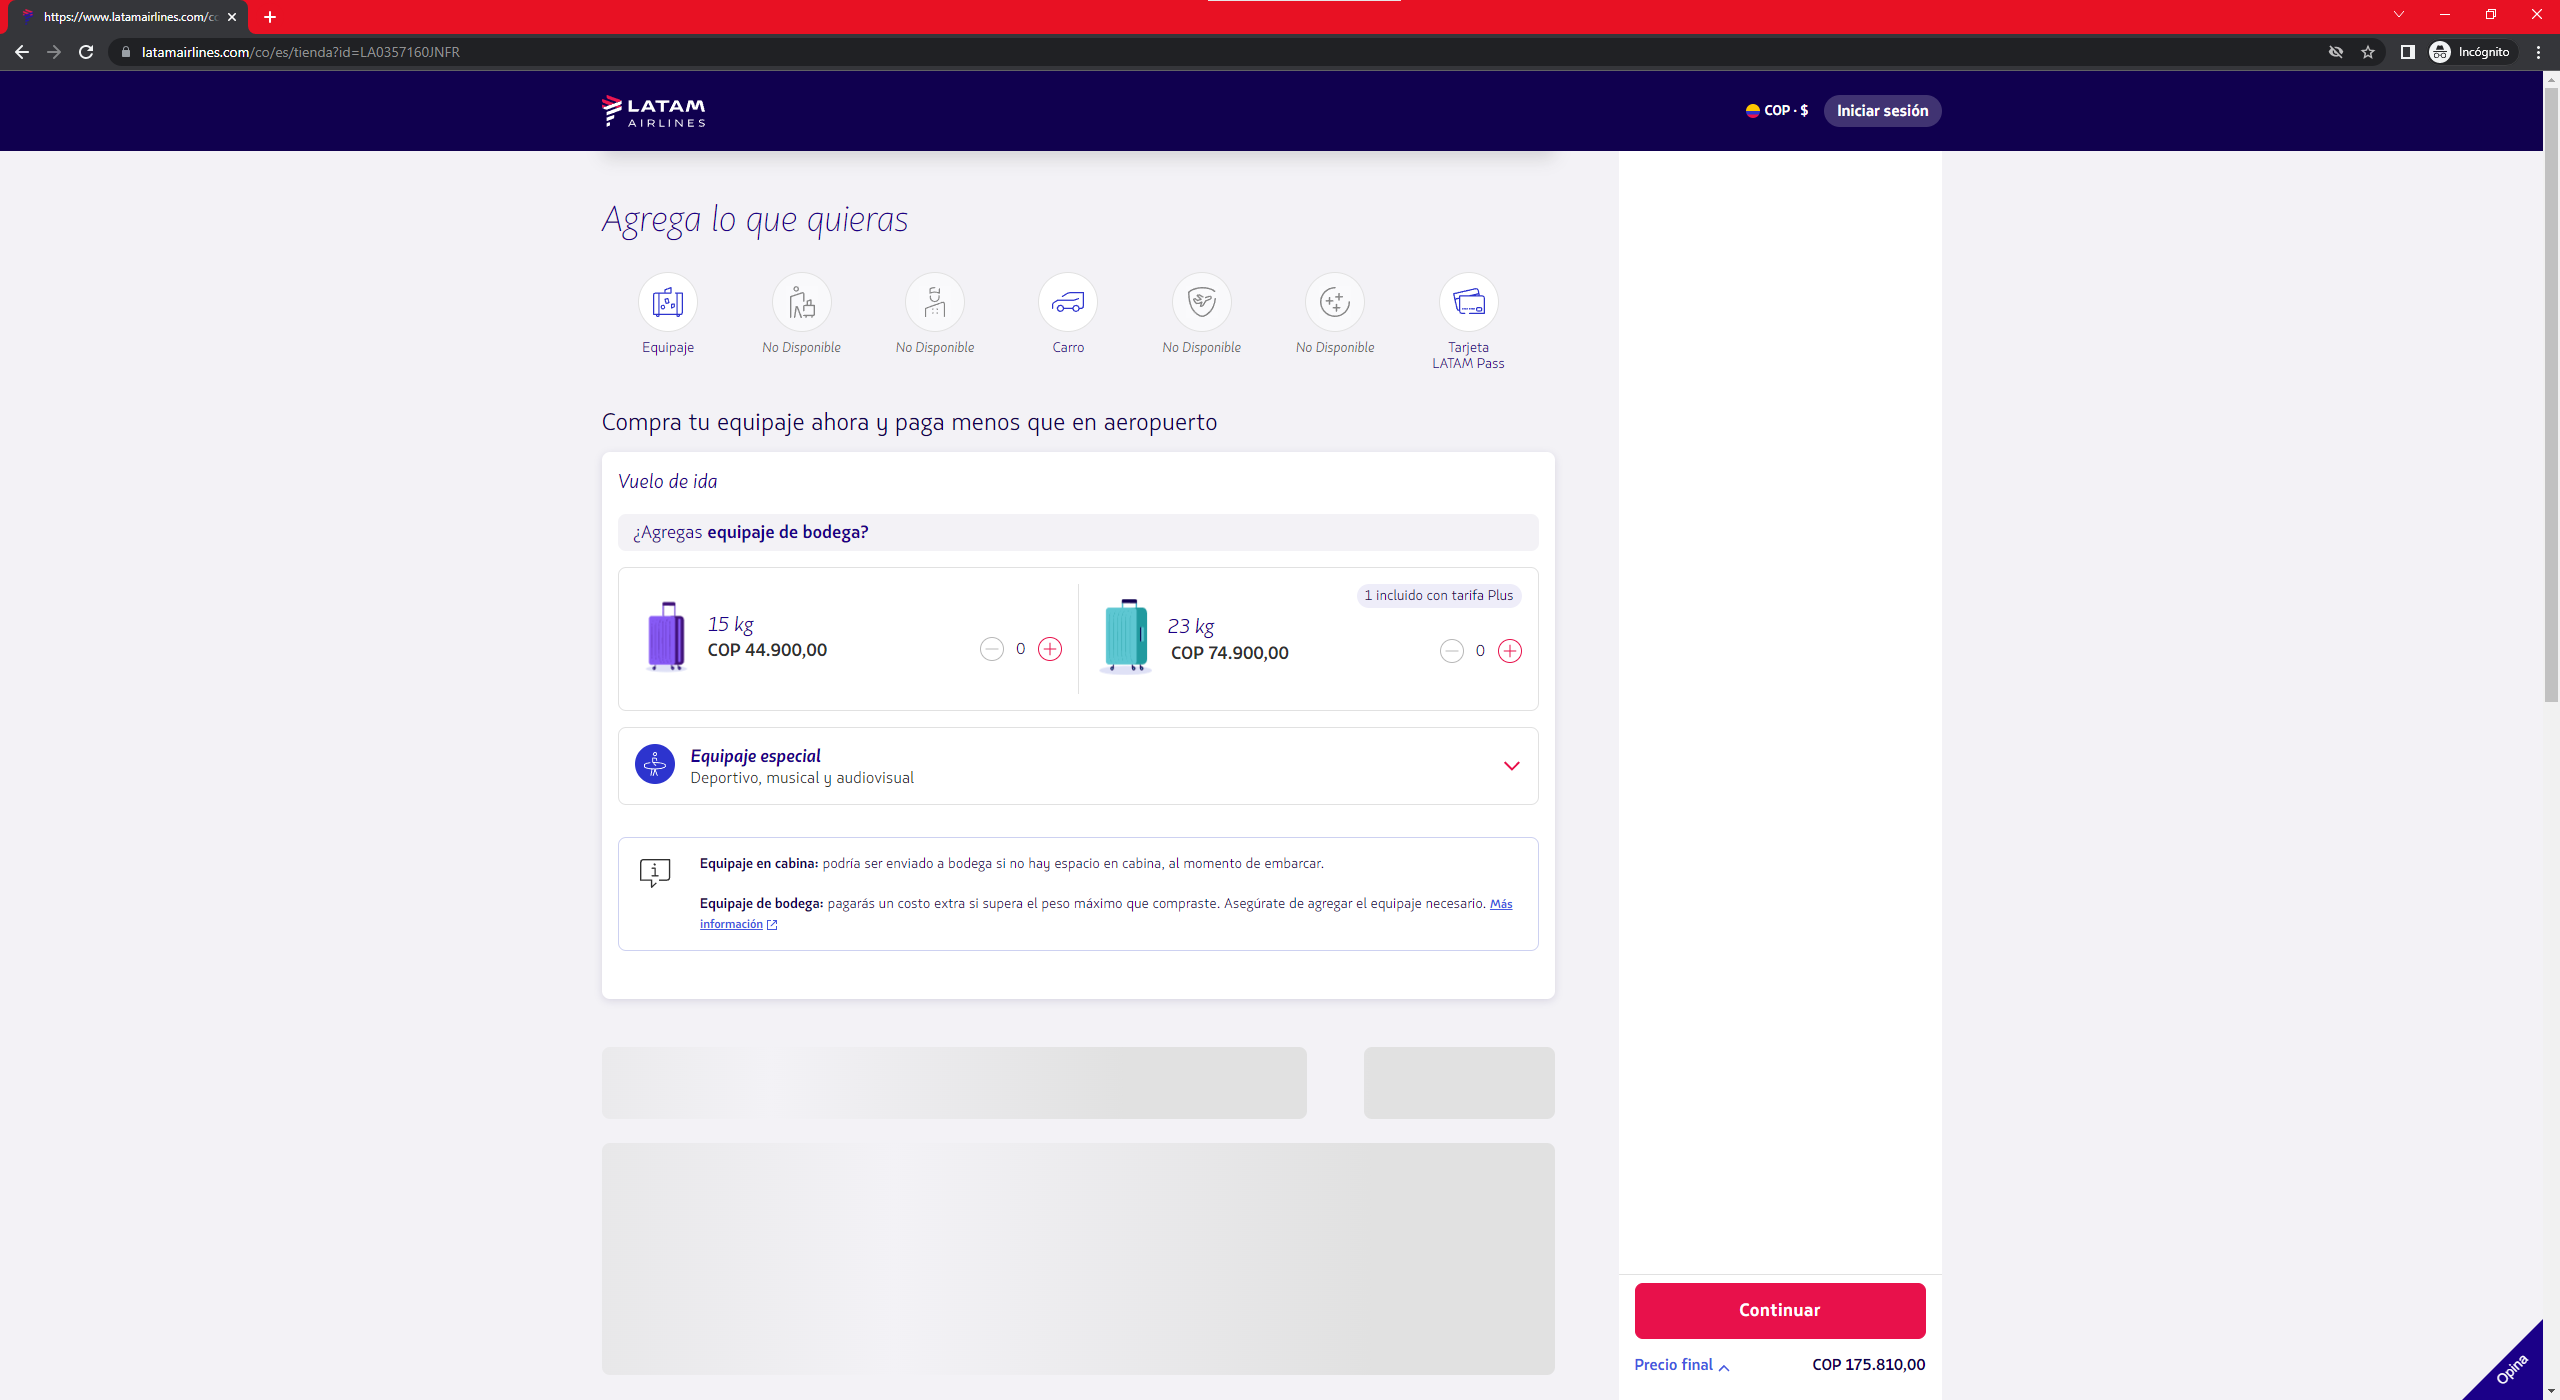 https://www.latamairlines.com/co
latamairlines.com/co/es/tienda?id=LA0357160JNFR
Incógnito
LATAM
AIRLINES
COP · $
Iniciar sesión
Agrega lo que quieras
Equipaje
No Disponible
No Disponible
Carro
No Disponible
No Disponible
Tarjeta
LATAM Pass
Compra tu equipaje ahora y paga menos que en aeropuerto
Vuelo de ida
¿Agregas equipaje de bodega?
15 kg
COP 44.900,00
0
1 incluido con tarifa Plus
23 kg
COP 74.900,00
0
Equipaje especial
Deportivo, musical y audiovisual
Equipaje en cabina: podría ser enviado a bodega si no hay espacio en cabina, al momento de embarcar.
Equipaje de bodega: pagarás un costo extra si supera el peso máximo que compraste. Asegúrate de agregar el equipaje necesario. Más
información
Continuar
Precio final
COP 175.810,00
Opina